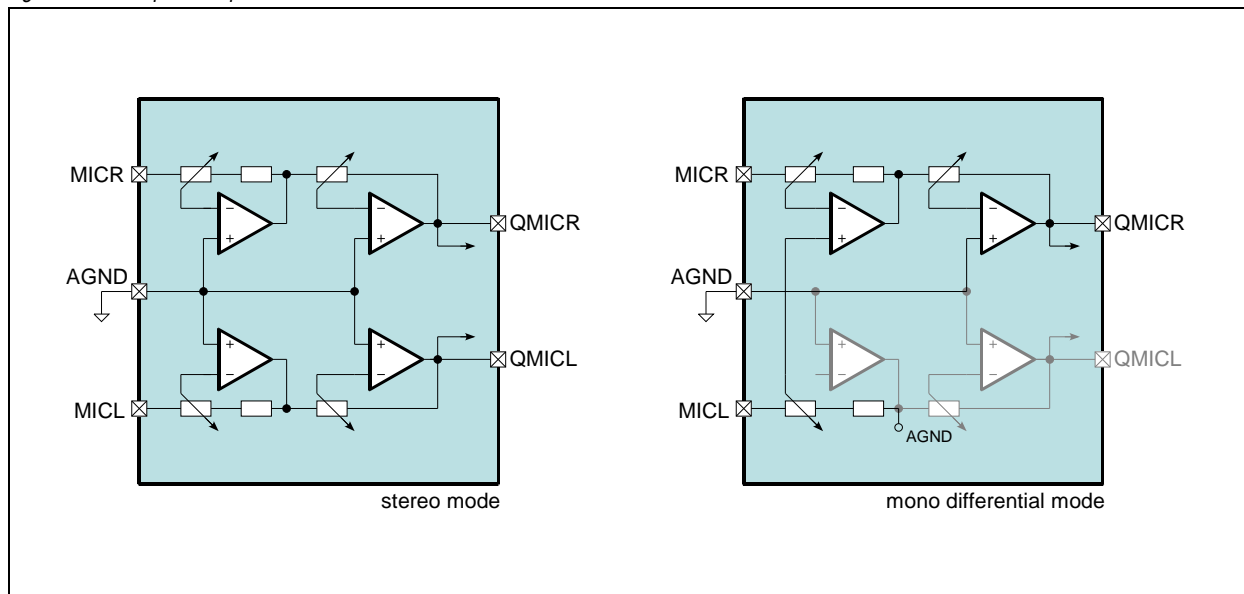 MICR
AGND
MICL
QMICR
QMICL
stereo mode
MICR
AGND
MICL
AGND
QMICR
QMICL
mono differential mode